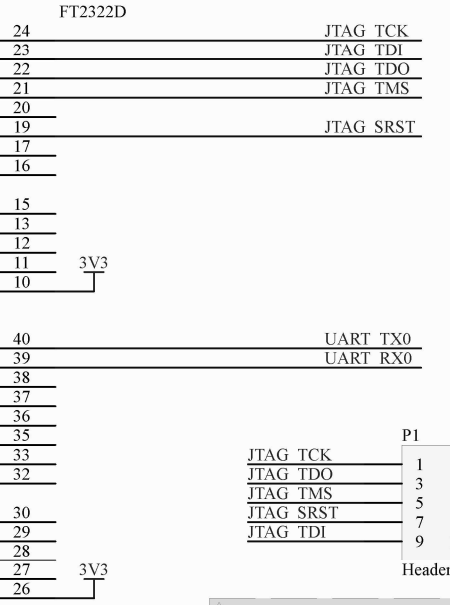 FT2322D
24 JTAG TCK
23 JTAG TDI
22 JTAG TDO
21 JTAG TMS
20
19 JTAG SRST
17
16
15
13
12
11 3V3
10
40 UART TX0
39 UART RX0
38
37
36
35 P1
33 JTAG TCK 1
32 JTAG TDO 3
JTAG TMS 5
30 JTAG SRST 7
29 JTAG TDI 9
28
27 3V3 Header
26